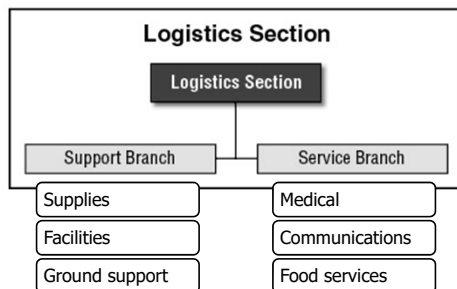 Logistics Section
Logistics Section
Support Branch
Service Branch
Supplies
Medical
Facilities
Communications
Ground support
Food services